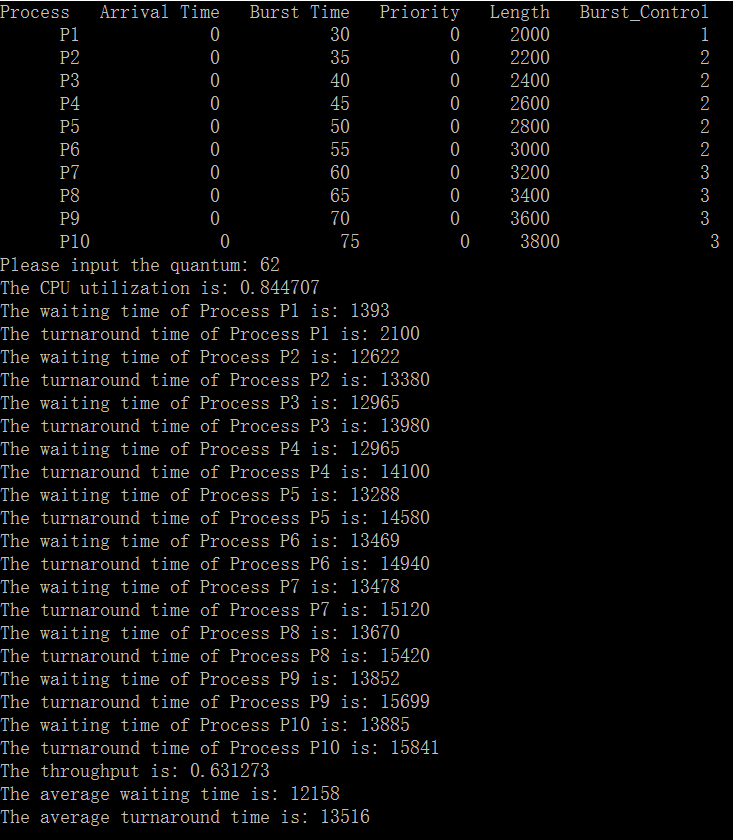 Process   Arrival Time   Burst Time   Priority   Length   Burst_Control
      P1             0           30          0     2000               1
      P2             0           35          0     2200               2
      P3             0           40          0     2400               2
      P4             0           45          0     2600               2
      P5             0           50          0     2800               2
      P6             0           55          0     3000               2
      P7             0           60          0     3200               3
      P8             0           65          0     3400               3
      P9             0           70          0     3600               3
      P10             0           75          0     3800               3
Please input the quantum: 62
The CPU utilization is: 0.844707
The waiting time of Process P1 is: 1393
The turnaround time of Process P1 is: 2100
The waiting time of Process P2 is: 12622
The turnaround time of Process P2 is: 13380
The waiting time of Process P3 is: 12965
The turnaround time of Process P3 is: 13980
The waiting time of Process P4 is: 12965
The turnaround time of Process P4 is: 14100
The waiting time of Process P5 is: 13288
The turnaround time of Process P5 is: 14580
The waiting time of Process P6 is: 13469
The turnaround time of Process P6 is: 14940
The waiting time of Process P7 is: 13478
The turnaround time of Process P7 is: 15120
The waiting time of Process P8 is: 13670
The turnaround time of Process P8 is: 15420
The waiting time of Process P9 is: 13852
The turnaround time of Process P9 is: 15699
The waiting time of Process P10 is: 13885
The turnaround time of Process P10 is: 15841
The throughput is: 0.631273
The average waiting time is: 12158
The average turnaround time is: 13516